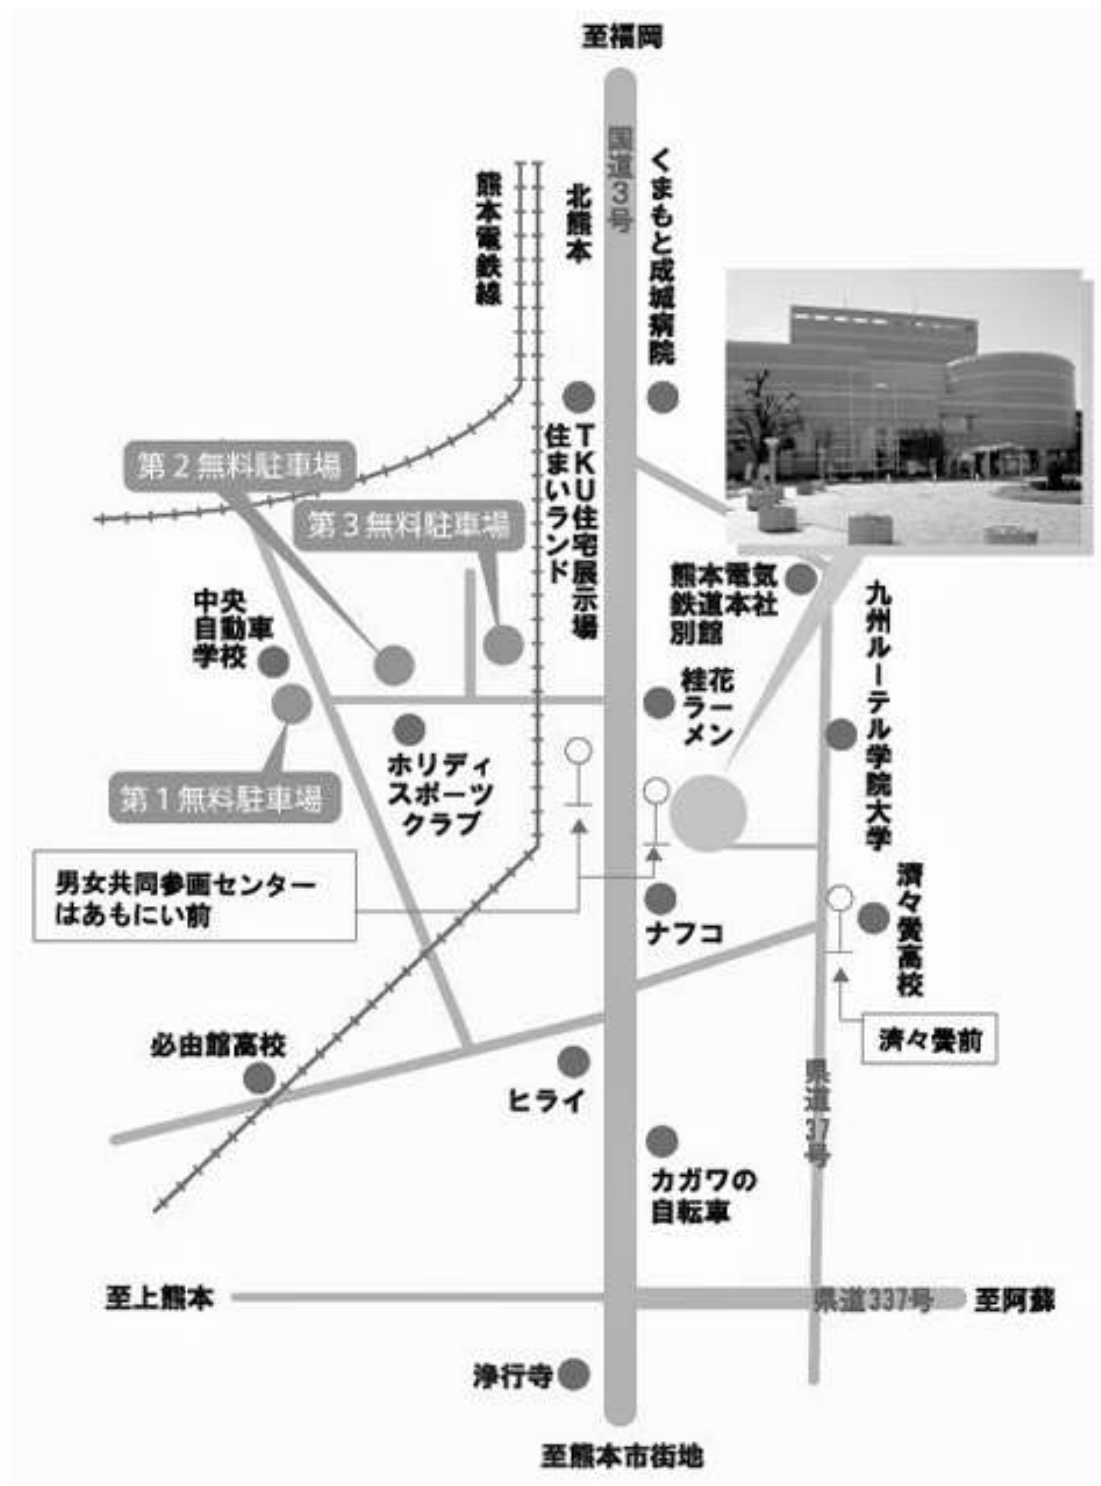 至福岡
国道3号
くまもと成城病院
北熊本
熊本電鉄線
TKU住宅展示場
住まいランド
第2無料駐車場
第3無料駐車場
熊本電気
鉄道本社
別館
九州ルーテル学院大学
中央
自動車
学校
桂花
ラー
メン
ホリディ
スポーツ
クラブ
第1無料駐車場
男女共同参画センター
はあもにい前
ナフコ
済々黌高校
済々黌前
必由館高校
ヒライ
県道37号
カガワの
自転車
至上熊本
県道337号
至阿蘇
浄行寺
至熊本市街地